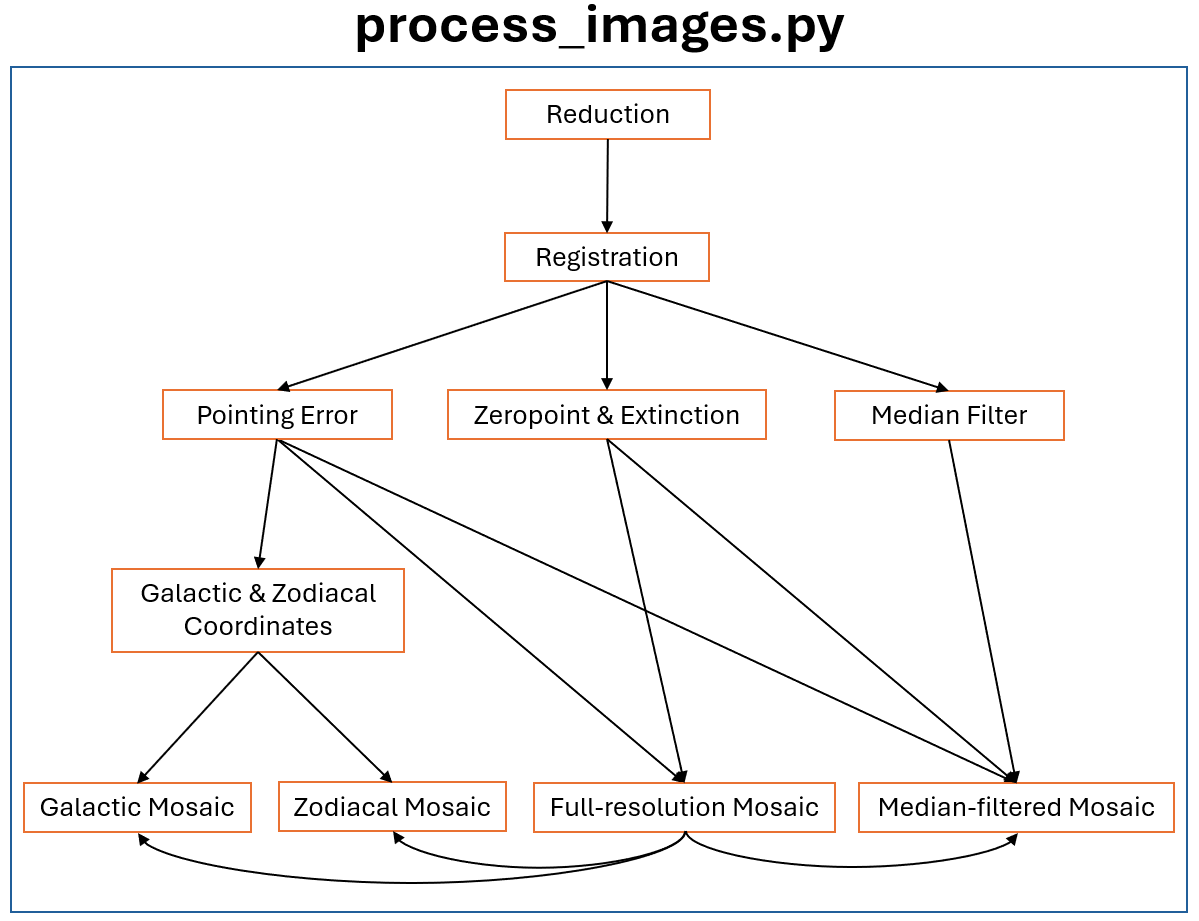 process_images.py
Reduction
Registration
Pointing Error
Zeropoint & Extinction
Median Filter
Galactic & Zodiacal
Coordinates
Galactic Mosaic
Zodiacal Mosaic
Full-resolution Mosaic
Median-filtered Mosaic